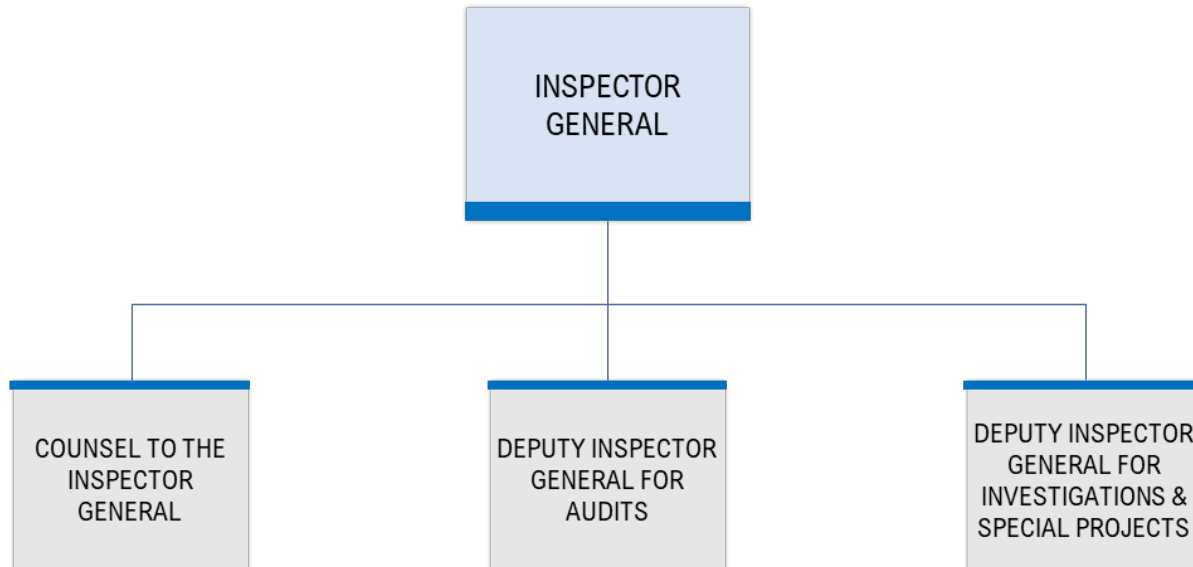 INSPECTOR
GENERAL
COUNSEL TO THE
INSPECTOR
GENERAL
DEPUTY INSPECTOR
GENERAL FOR
AUDITS
DEPUTY INSPECTOR
GENERAL FOR
INVESTIGATIONS &
SPECIAL PROJECTS